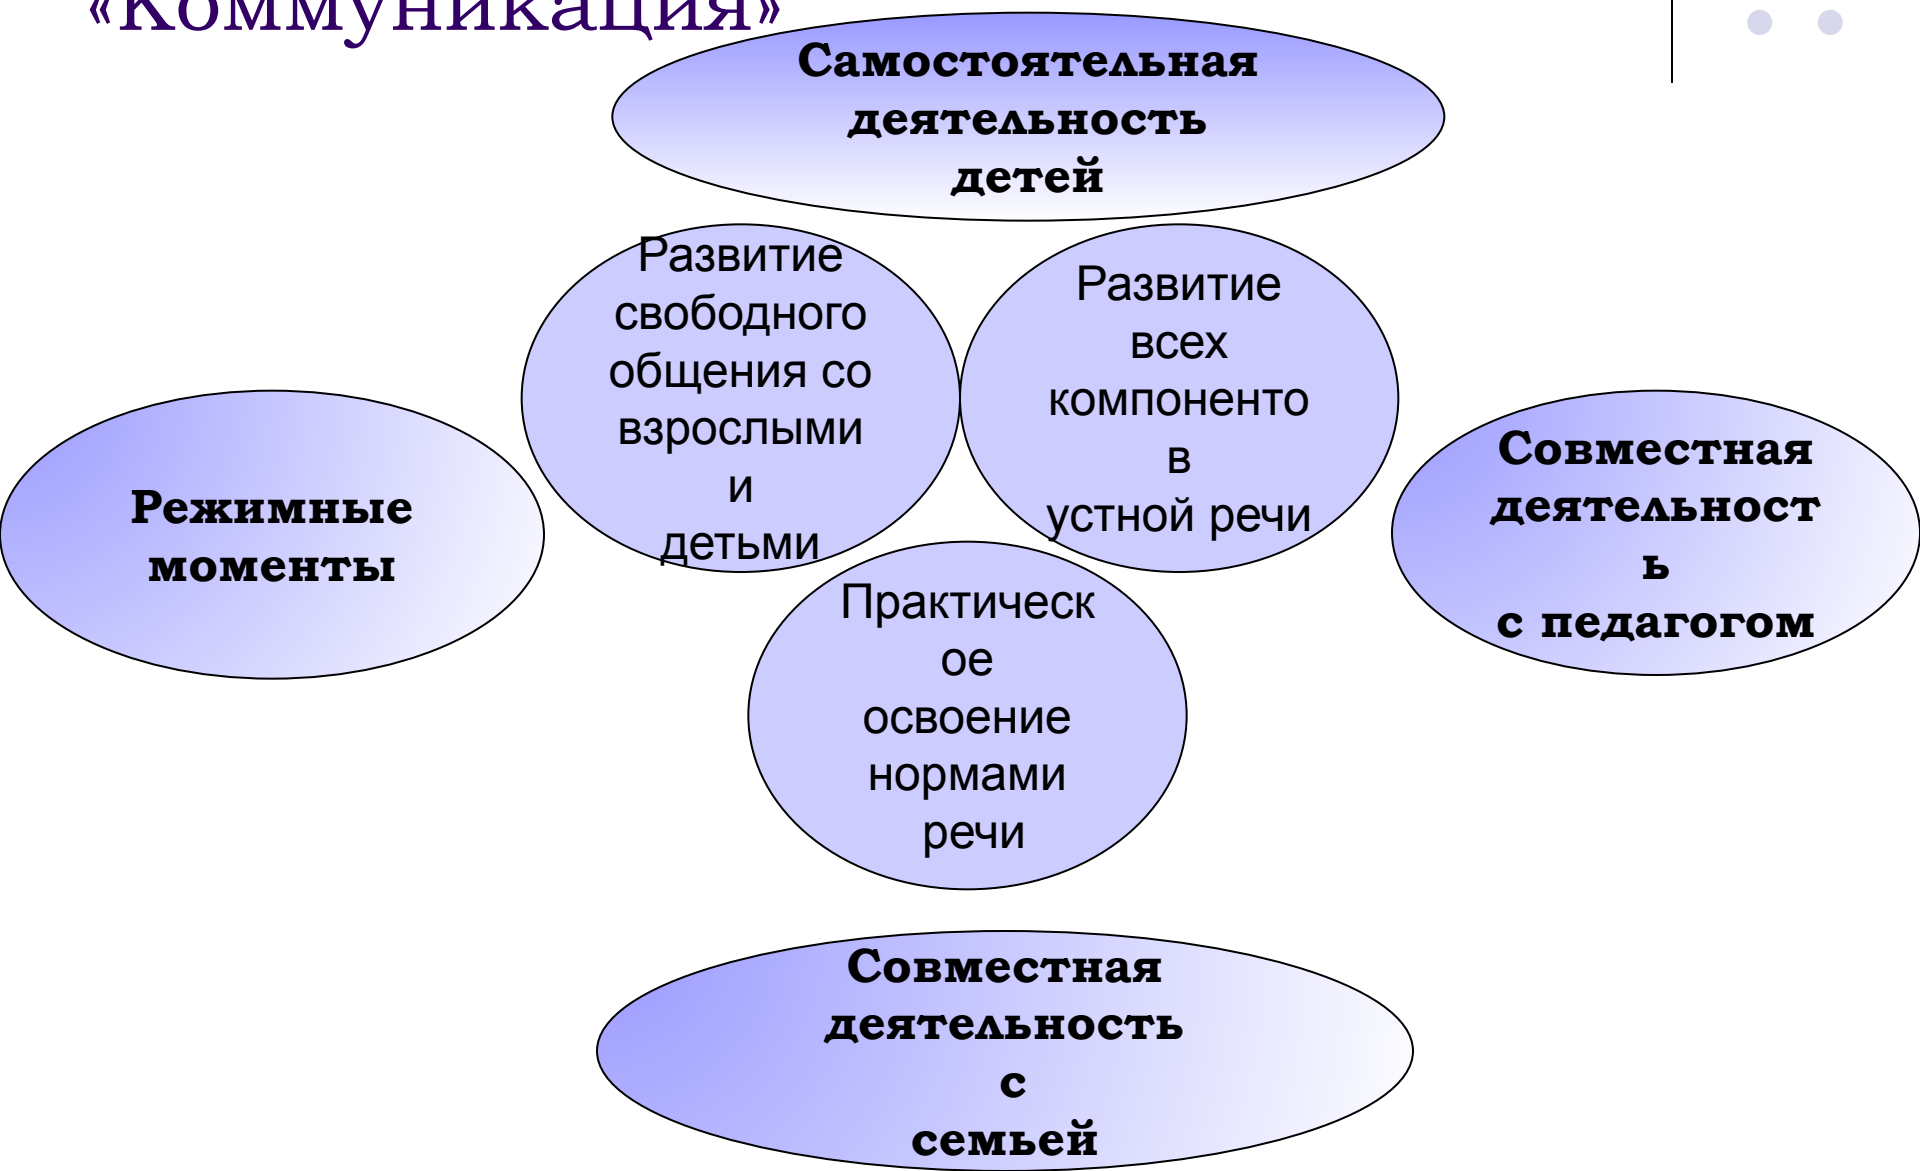 «Коммуникация»
Самостоятельная
деятельность
детей
Развитие
свободного
общения со
взрослыми
и
детьми
Развитие
всех
компоненто
в
устной речи
Режимные
моменты
Совместная
деятельност
ь
с педагогом
Практическ
ое
освоение
нормами
речи
Совместная
деятельность
с
семьей